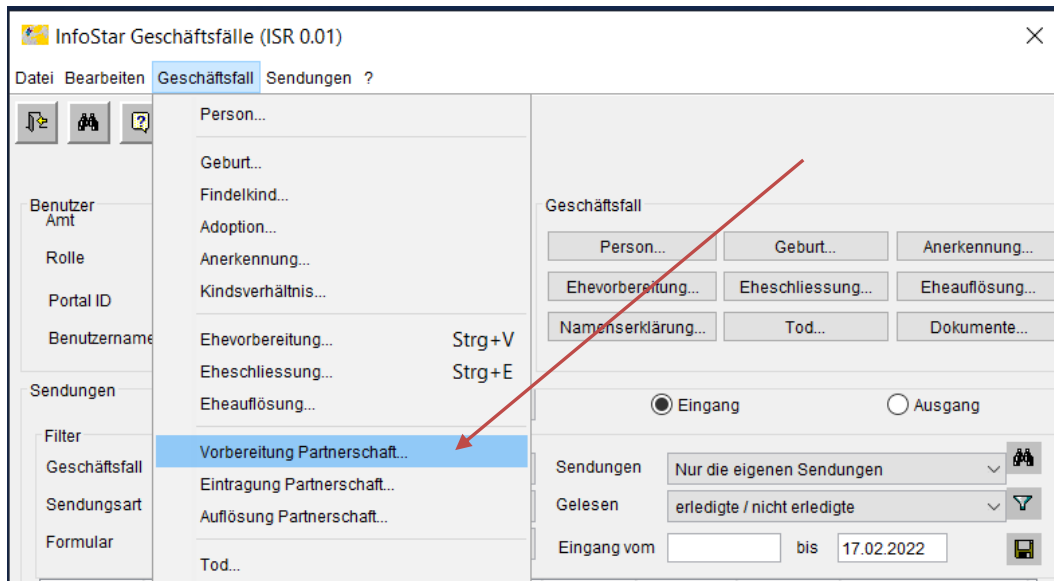 InfoStar Geschäftsfälle (ISR 0.01)
Datei Bearbeiten Geschäftsfall Sendungen ?
Person...
Geburt...
Findelkind...
Adoption...
Anerkennung...
Kindsverhältnis...
Ehevorbereitung... Strg+V
Eheschliessung... Strg+E
Eheauflösung...
Vorbereitung Partnerschaft...
Eintragung Partnerschaft...
Auflösung Partnerschaft...
Tod...
Benutzer
Amt
Rolle
Portal ID
Benutzername
Geschäftsfall
Person... Geburt... Anerkennung...
Ehevorbereitung... Eheschliessung... Eheauflösung...
Namenserklärung... Tod... Dokumente...
Sendungen
Eingang Ausgang
Filter
Geschäftsfall
Sendungsart
Formular
Sendungen Nur die eigenen Sendungen
Gelesen erledigte / nicht erledigte
Eingang vom bis 17.02.2022